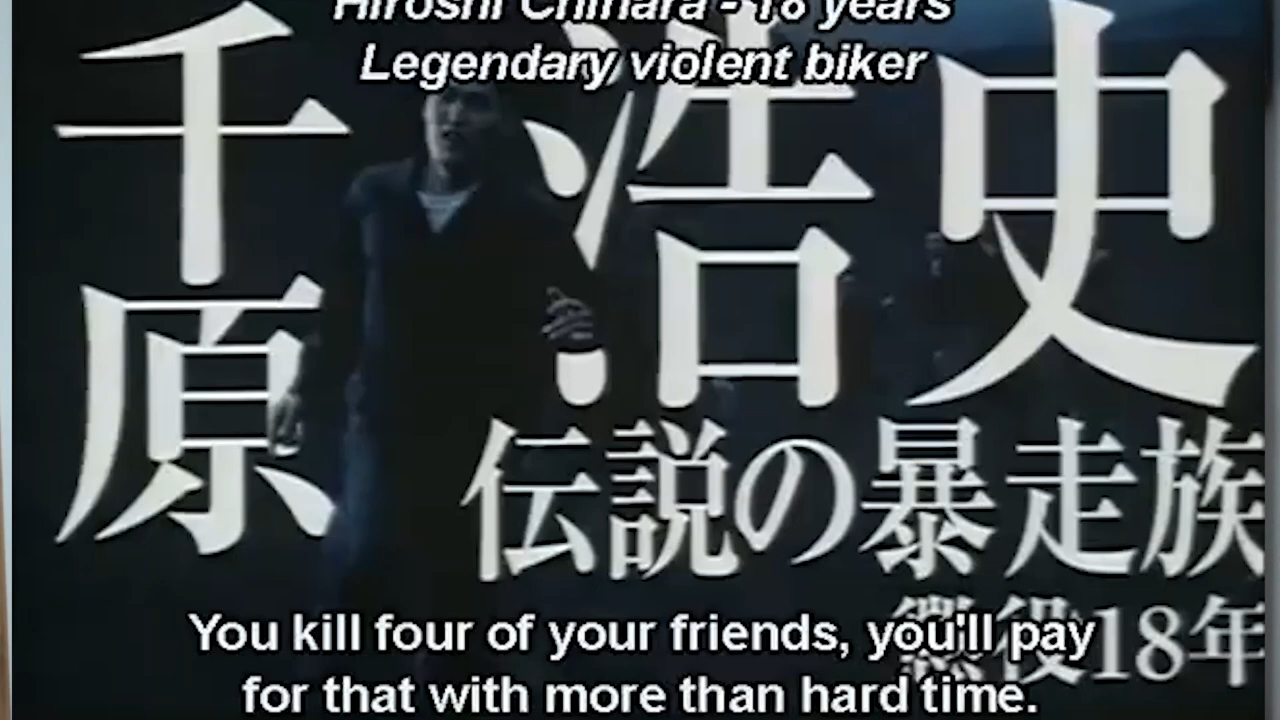 Hiroshi Chihara - 18 years
Legendary violent biker
千原 浩史
伝説の暴走族
懲役18年
You kill four of your friends, you'll pay
for that with more than hard time.